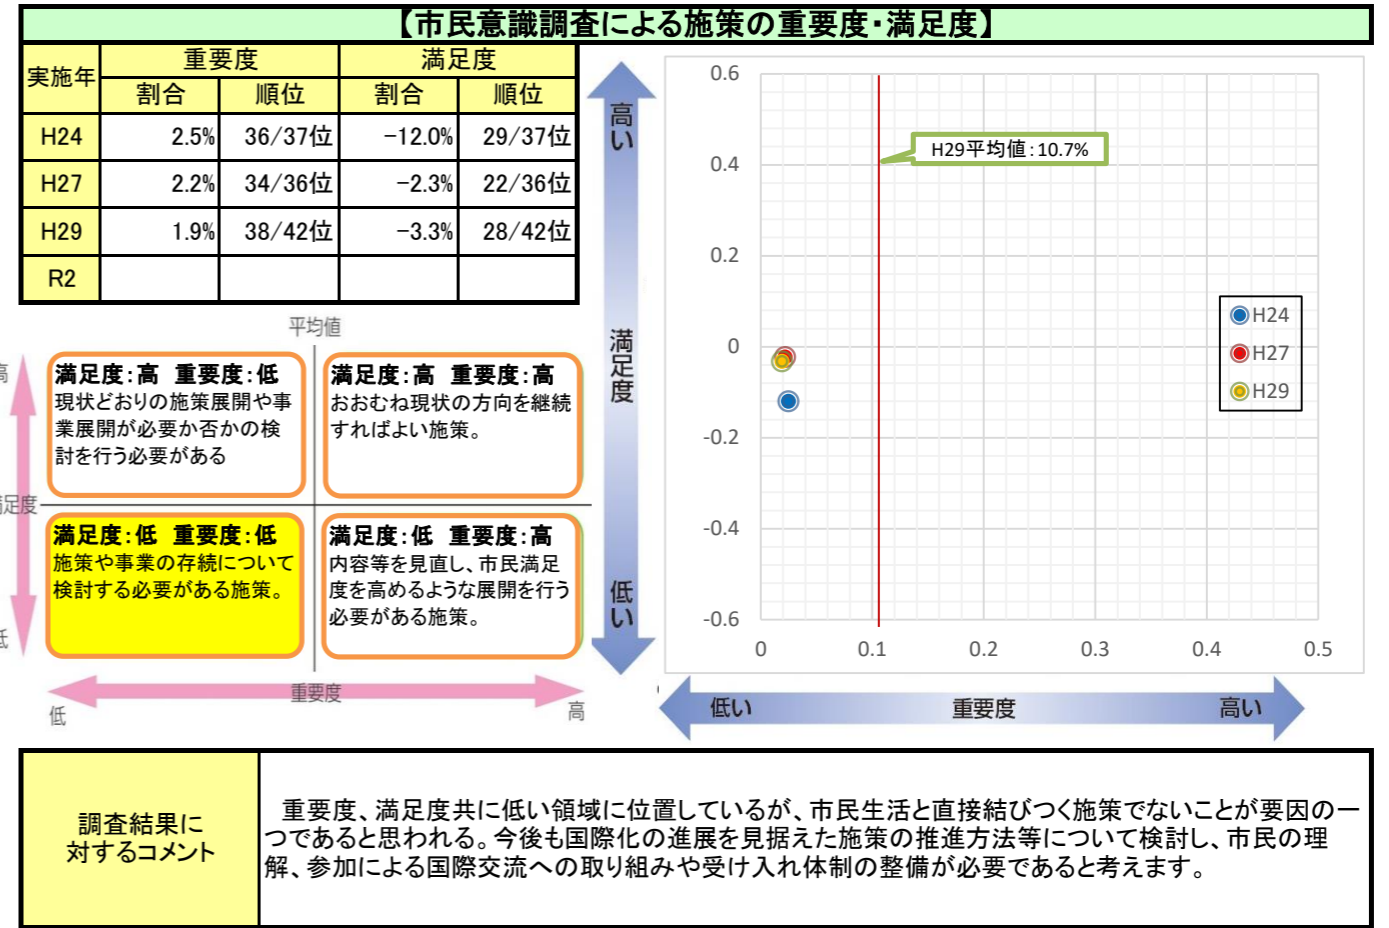 【市民意識調査による施策の重要度・満足度】
実施年 重要度 満足度
割合 順位 割合 順位
H24 2.5% 36/37位 -12.0% 29/37位
H27 2.2% 34/36位 -2.3% 22/36位
H29 1.9% 38/42位 -3.3% 28/42位
R2
平均値
高
満足度:高 重要度:低
現状どおりの施策展開や事
業展開が必要か否かの検
討を行う必要がある
満足度:高 重要度:高
おおむね現状の方向を継続
すればよい施策。
足度
満足度:低 重要度:低
施策や事業の存続について
検討する必要がある施策。
満足度:低 重要度:高
内容等を見直し、市民満足
度を高めるような展開を行う
必要がある施策。
低
低 重要度 高
高い
満足度
低い
0.6
0.4
0.2
0
-0.2
-0.4
-0.6
H29平均値:10.7%
H24
H27
H29
0 0.1 0.2 0.3 0.4 0.5
低い 重要度 高い
調査結果に
対するコメント
重要度、満足度共に低い領域に位置しているが、市民生活と直接結びつく施策でないことが要因の一
つであると思われる。今後も国際化の進展を見据えた施策の推進方法等について検討し、市民の理
解、参加による国際交流への取り組みや受け入れ体制の整備が必要であると考えます。